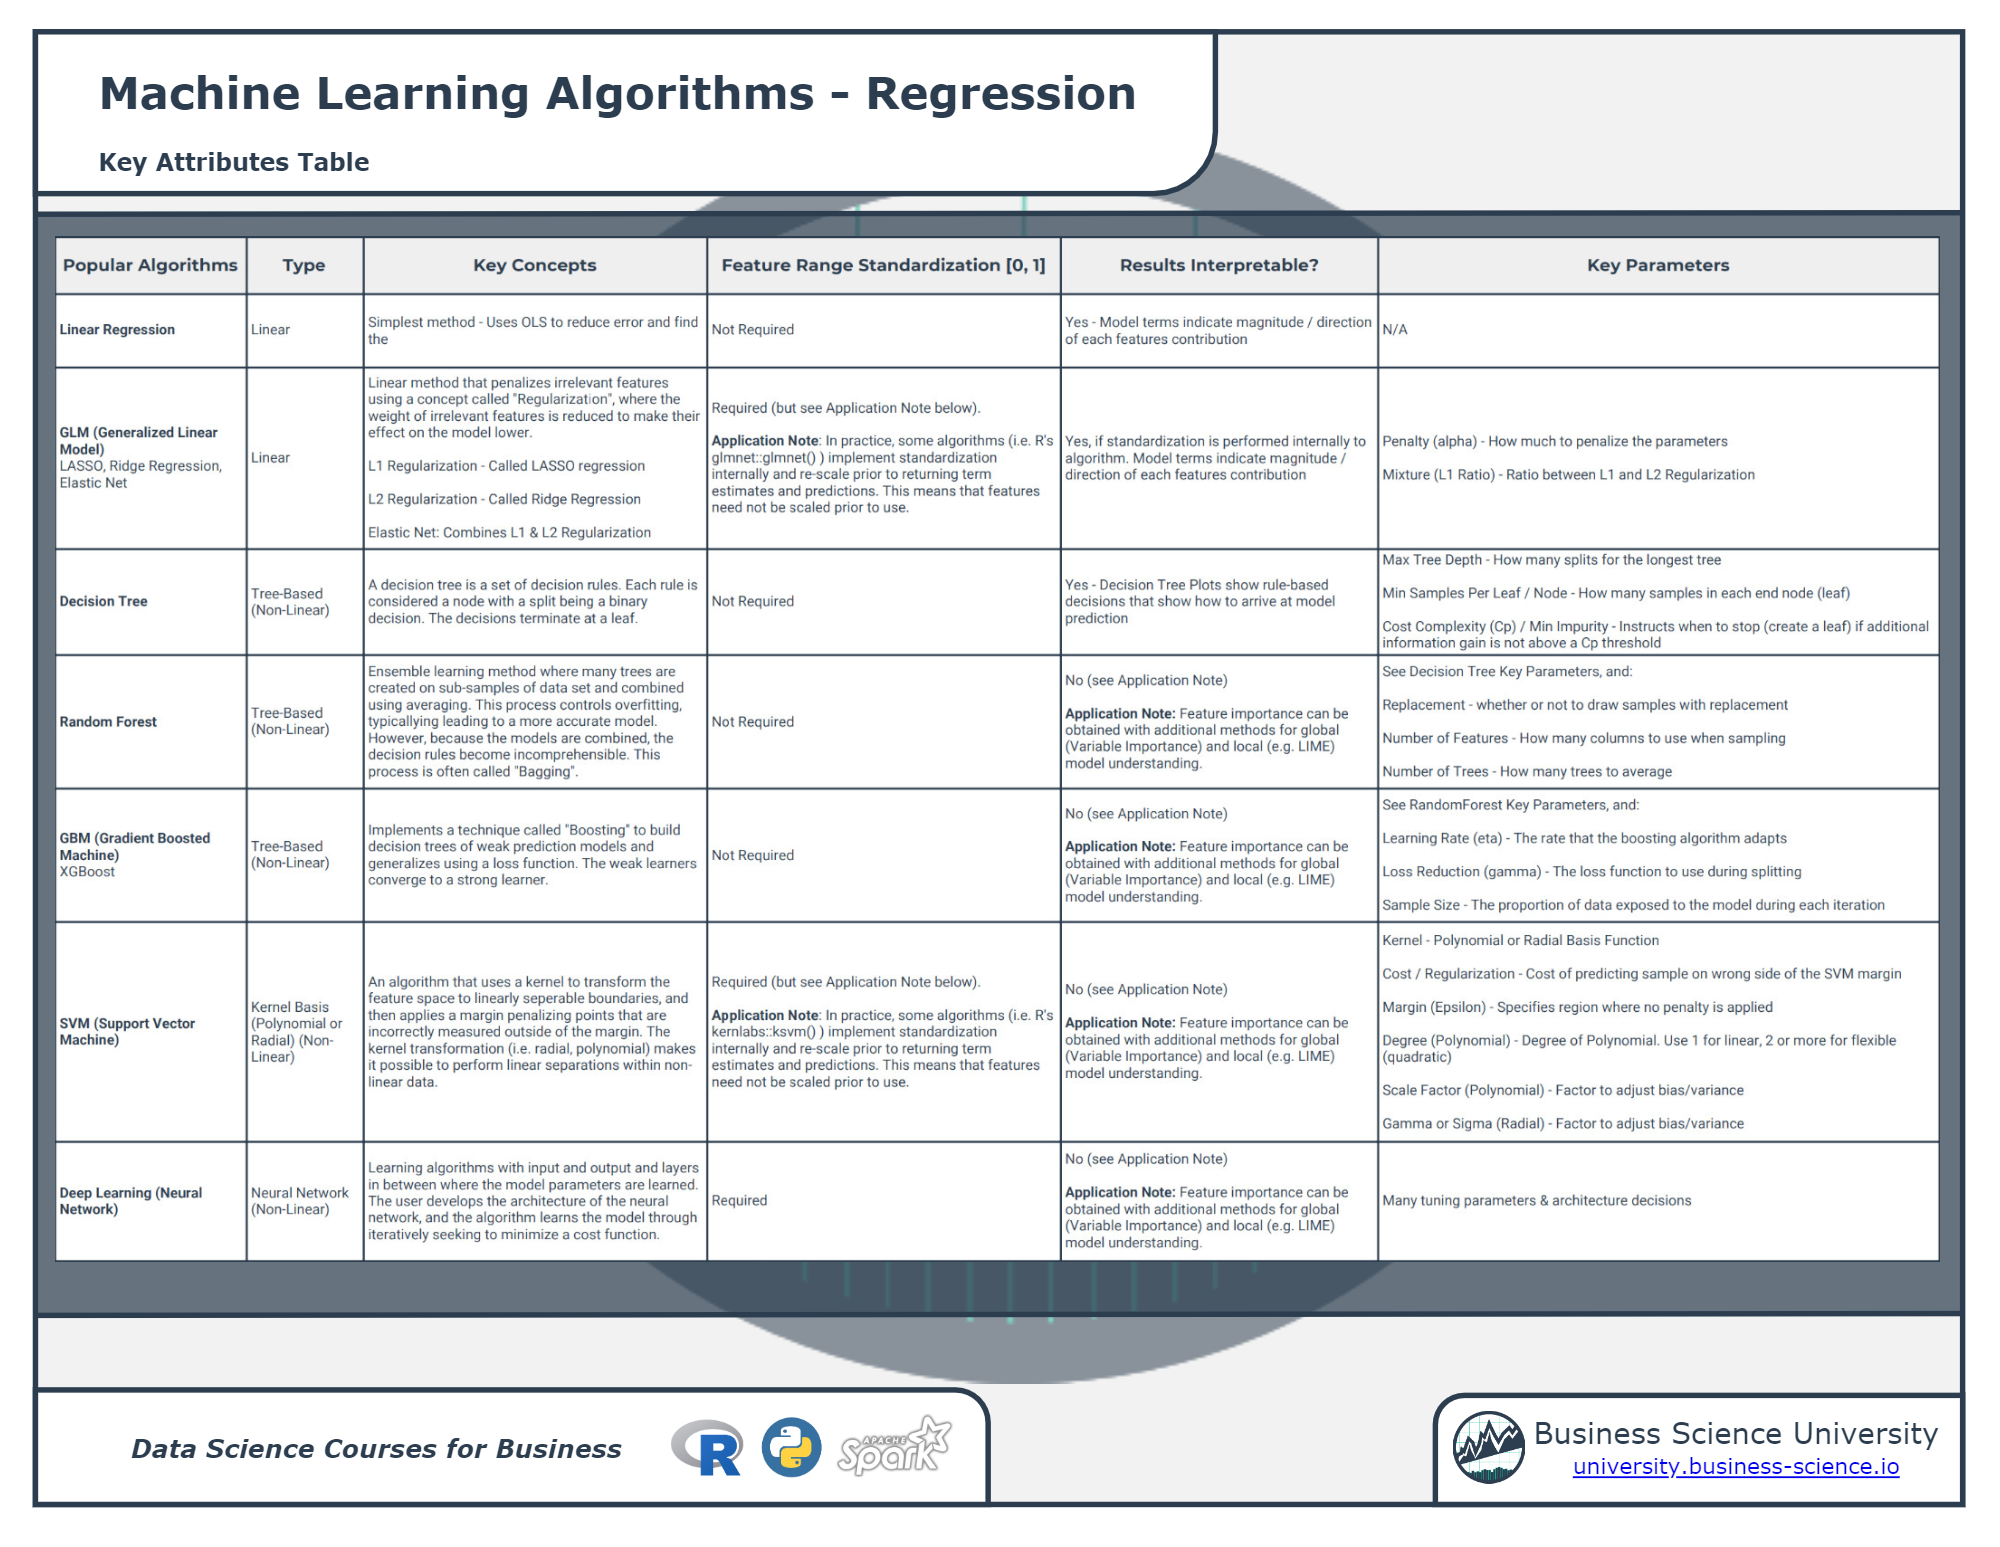 Machine Learning Algorithms - Regression
Key Attributes Table
Popular Algorithms
Type
Key Concepts
Feature Range Standardization [0, 1]
Results Interpretable?
Key Parameters
Linear Regression
Linear
Simplest method - Uses OLS to reduce error and find
the
Not Required
Yes - Model terms indicate magnitude / direction
of each features contribution
N/A
GLM (Generalized Linear
Model)
LASSO, Ridge Regression,
Elastic Net
Linear
Linear method that penalizes irrelevant features
using a concept called "Regularization", where the
weight of irrelevant features is reduced to make their
effect on the model lower.
L1 Regularization - Called LASSO regression
L2 Regularization - Called Ridge Regression
Elastic Net: Combines L1 & L2 Regularization
Required (but see Application Note below).
Application Note: In practice, some algorithms (i.e. R's
glmnet::glmnet() ) implement standardization
internally and re-scale prior to returning term
estimates and predictions. This means that features
need not be scaled prior to use.
Yes, if standardization is performed internally to
algorithm. Model terms indicate magnitude /
direction of each features contribution
Penalty (alpha) - How much to penalize the parameters
Mixture (L1 Ratio) - Ratio between L1 and L2 Regularization
Decision Tree
Tree-Based
(Non-Linear)
A decision tree is a set of decision rules. Each rule is
considered a node with a split being a binary
decision. The decisions terminate at a leaf.
Not Required
Yes - Decision Tree Plots show rule-based
decisions that show how to arrive at model
prediction
Max Tree Depth - How many splits for the longest tree
Min Samples Per Leaf / Node - How many samples in each end node (leaf)
Cost Complexity (Cp) / Min Impurity - Instructs when to stop (create a leaf) if additional
information gain is not above a Cp threshold
Random Forest
Tree-Based
(Non-Linear)
Ensemble learning method where many trees are
created on sub-samples of data set and combined
using averaging. This process controls overfitting,
typicallying leading to a more accurate model.
However, because the models are combined, the
decision rules become incomprehensible. This
process is often called "Bagging".
Not Required
No (see Application Note)
Application Note: Feature importance can be
obtained with additional methods for global
(Variable Importance) and local (e.g. LIME)
model understanding.
See Decision Tree Key Parameters, and:
Replacement - whether or not to draw samples with replacement
Number of Features - How many columns to use when sampling
Number of Trees - How many trees to average
GBM (Gradient Boosted
Machine)
XGBoost
Tree-Based
(Non-Linear)
Implements a technique called "Boosting" to build
decision trees of weak prediction models and
generalizes using a loss function. The weak learners
converge to a strong learner.
Not Required
No (see Application Note)
Application Note: Feature importance can be
obtained with additional methods for global
(Variable Importance) and local (e.g. LIME)
model understanding.
See RandomForest Key Parameters, and:
Learning Rate (eta) - The rate that the boosting algorithm adapts
Loss Reduction (gamma) - The loss function to use during splitting
Sample Size - The proportion of data exposed to the model during each iteration
SVM (Support Vector
Machine)
Kernel Basis
(Polynomial or
Radial) (Non-
Linear)
An algorithm that uses a kernel to transform the
feature space to linearly seperable boundaries, and
then applies a margin penalizing points that are
incorrectly measured outside of the margin. The
kernel transformation (i.e. radial, polynomial) makes
it possible to perform linear separations within non-
linear data.
Required (but see Application Note below).
Application Note: In practice, some algorithms (i.e. R's
kernlabs::ksvm() ) implement standardization
internally and re-scale prior to returning term
estimates and predictions. This means that features
need not be scaled prior to use.
No (see Application Note)
Application Note: Feature importance can be
obtained with additional methods for global
(Variable Importance) and local (e.g. LIME)
model understanding.
Kernel - Polynomial or Radial Basis Function
Cost / Regularization - Cost of predicting sample on wrong side of the SVM margin
Margin (Epsilon) - Specifies region where no penalty is applied
Degree (Polynomial) - Degree of Polynomial. Use 1 for linear, 2 or more for flexible
(quadratic)
Scale Factor (Polynomial) - Factor to adjust bias/variance
Gamma or Sigma (Radial) - Factor to adjust bias/variance
Deep Learning (Neural
Network)
Neural Network
(Non-Linear)
Learning algorithms with input and output and layers
in between where the model parameters are learned.
The user develops the architecture of the neural
network, and the algorithm learns the model through
iteratively seeking to minimize a cost function.
Required
No (see Application Note)
Application Note: Feature importance can be
obtained with additional methods for global
(Variable Importance) and local (e.g. LIME)
model understanding.
Many tuning parameters & architecture decisions
Data Science Courses for Business
R
APACHE
Spark
Business Science University
university.business-science.io